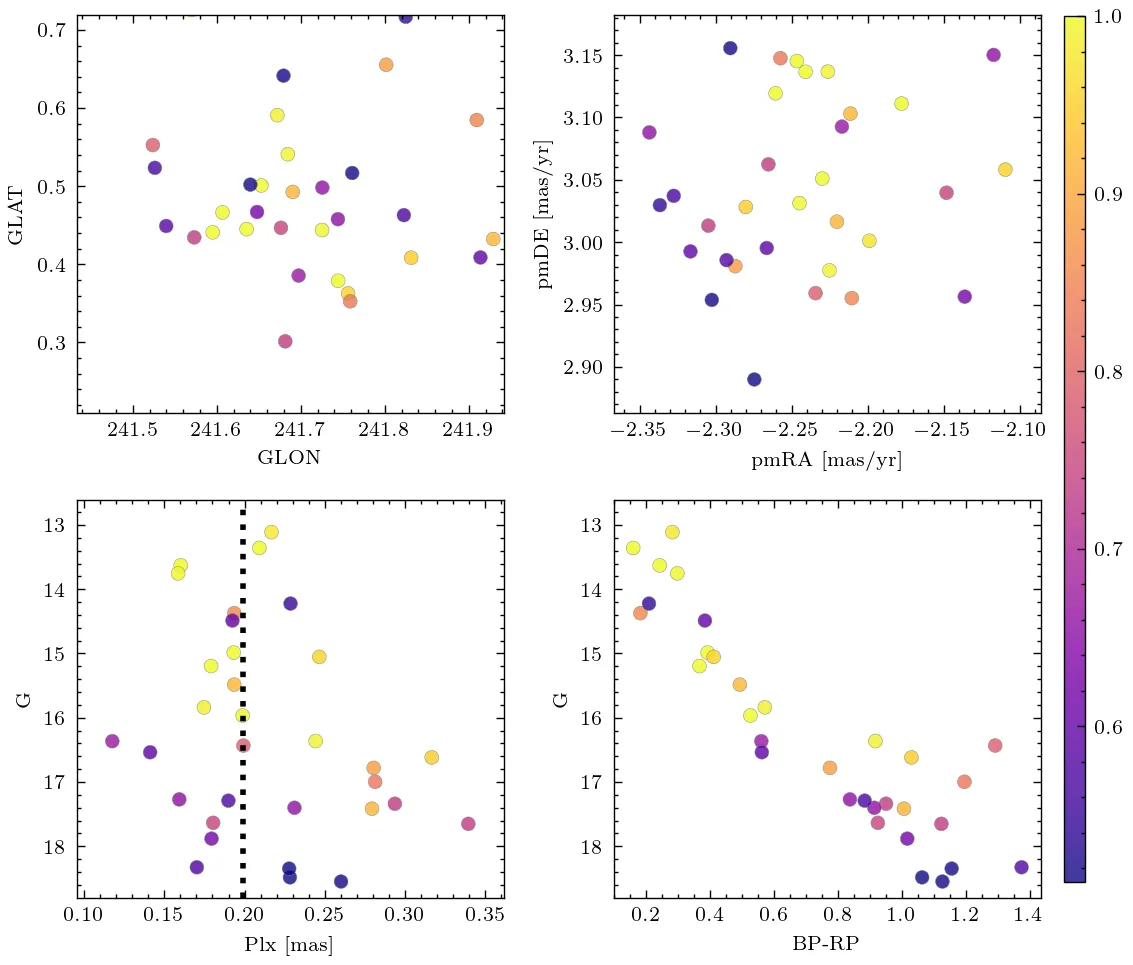 0.7
0.6
0.5
0.4
0.3
GLAT
241.5 241.6 241.7 241.8 241.9
GLON
3.15
3.10
3.05
3.00
2.95
2.90
pmDE [mas/yr]
−2.35 −2.30 −2.25 −2.20 −2.15 −2.10
pmRA [mas/yr]
1.0
0.9
0.8
0.7
0.6
13
14
15
16
17
18
G
0.10 0.15 0.20 0.25 0.30 0.35
Plx [mas]
13
14
15
16
17
18
G
0.2 0.4 0.6 0.8 1.0 1.2 1.4
BP-RP